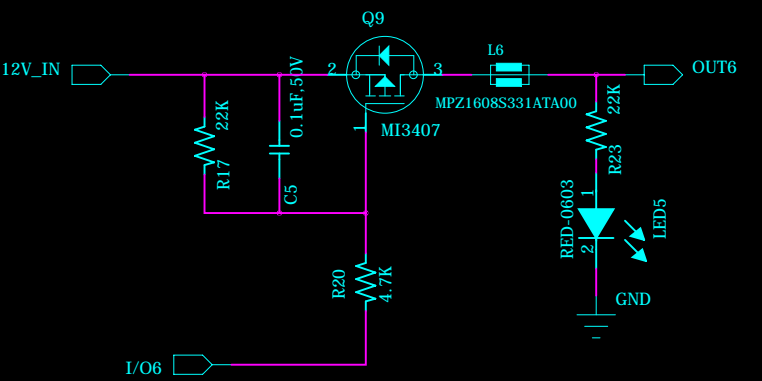 Q9
12V_IN
2
3
L6
OUT6
MPZ1608S331ATA00
22K
R17
0.1uF,50V
C5
1
MI3407
22K
R23
RED-0603
1
2
LED5
R20
4.7K
GND
I/O6